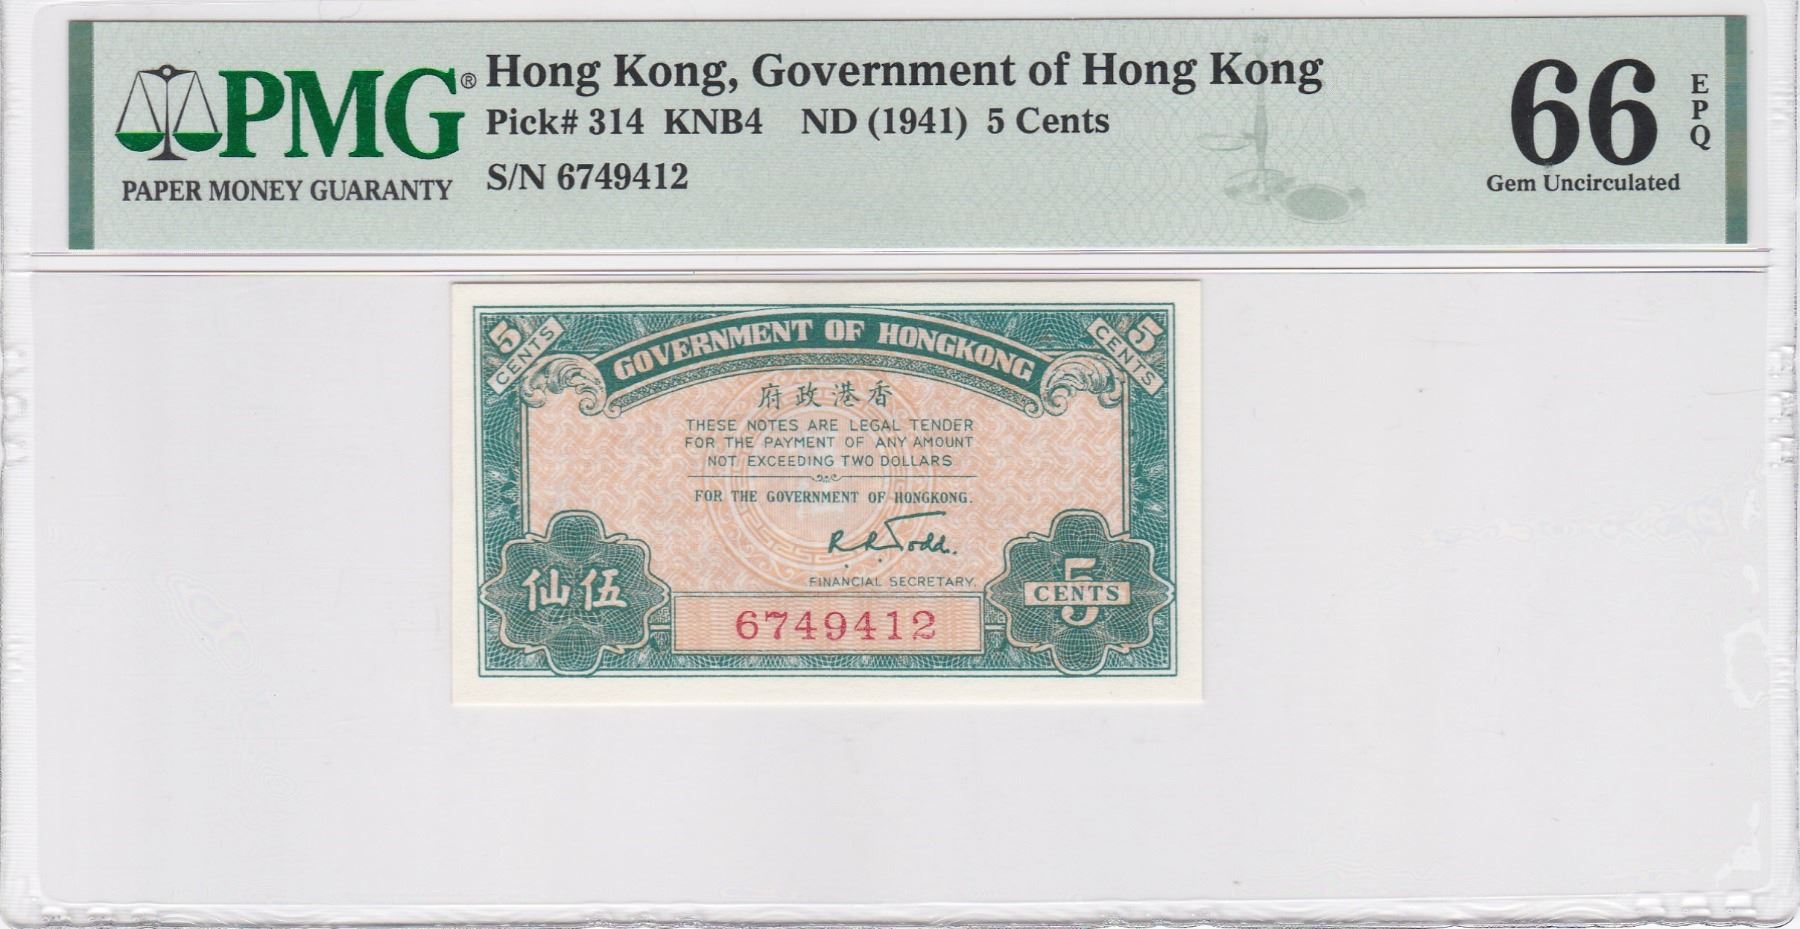 PMG®
PAPER MONEY GUARANTY
Hong Kong, Government of Hong Kong
Pick# 314 KNB4 ND (1941) 5 Cents
S/N 6749412
66 EPQ
Gem Uncirculated
5 CENTS
GOVERNMENT OF HONGKONG
5 CENTS
府政港香
THESE NOTES ARE LEGAL TENDER
FOR THE PAYMENT OF ANY AMOUNT
NOT EXCEEDING TWO DOLLARS
FOR THE GOVERNMENT OF HONGKONG.
R R Todd.
FINANCIAL SECRETARY.
仙伍
5 CENTS
6749412